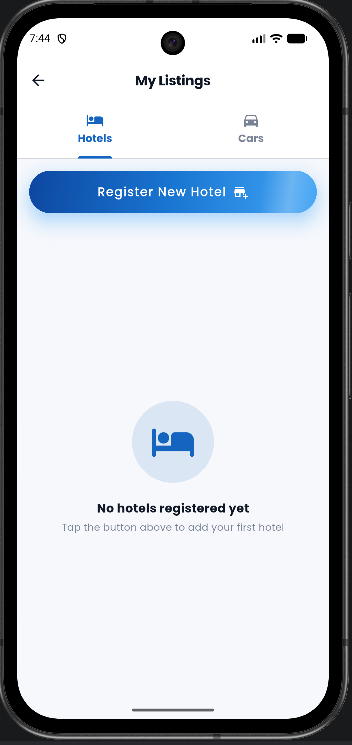 7:44
My Listings
Hotels
Cars
Register New Hotel
No hotels registered yet
Tap the button above to add your first hotel